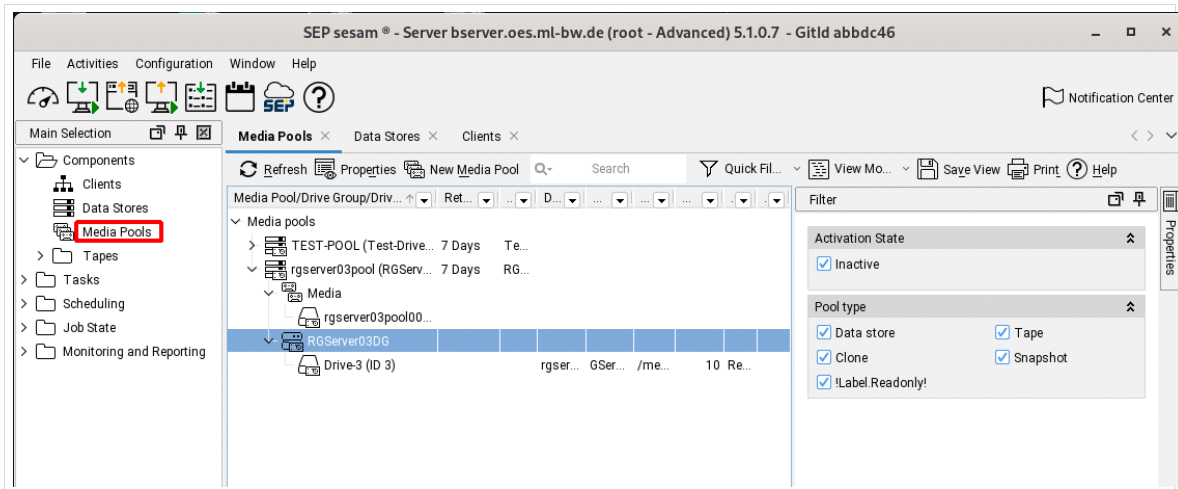 SEP sesam ® - Server bserver.oes.ml-bw.de (root - Advanced) 5.1.0.7 - GitId abbdc46
File Activities Configuration Window Help
SEP
Notification Center
Main Selection
Media Pools Data Stores Clients
Components
Clients
Data Stores
Media Pools
Tapes
Tasks
Scheduling
Job State
Monitoring and Reporting
Refresh Properties New Media Pool Search Quick Fil... View Mo... Save View Print Help
Media Pool/Drive Group/Driv... Ret... ... D... ... ... ... . .
Media pools
TEST-POOL (Test-Drive... 7 Days Te...
rgserver03pool (RGServ... 7 Days RG...
Media
rgserver03pool00...
RGServer03DG
Drive-3 (ID 3) rgser... GSer... /me... 10 Re...
Filter
Activation State
Inactive
Pool type
Data store Tape
Clone Snapshot
!Label.Readonly!
Properties